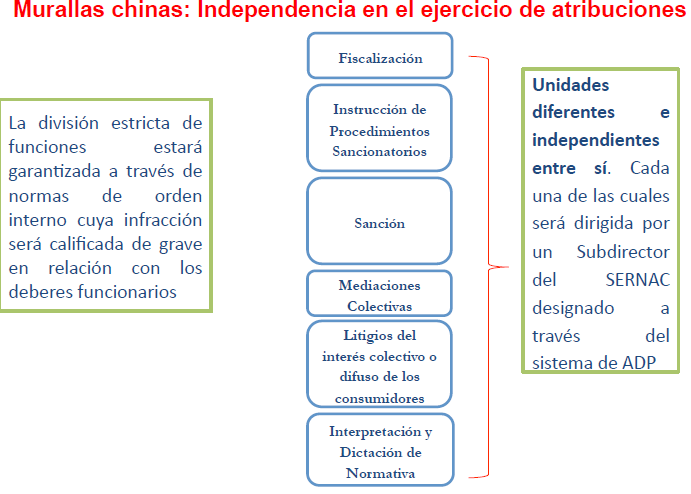 Murallas chinas: Independencia en el ejercicio de atribuciones
La división estricta de
funciones estará
garantizada a través de
normas de orden
interno cuya infracción
será calificada de grave
en relación con los
deberes funcionarios
Fiscalización
Instrucción de
Procedimientos
Sancionatorios
Sanción
Mediaciones
Colectivas
Litigios del
interés colectivo o
difuso de los
consumidores
Interpretación y
Dictación de
Normativa
Unidades
diferentes e
independientes
entre sí. Cada
una de las cuales
será dirigida por
un Subdirector
del SERNAC
designado a
través del
sistema de ADP